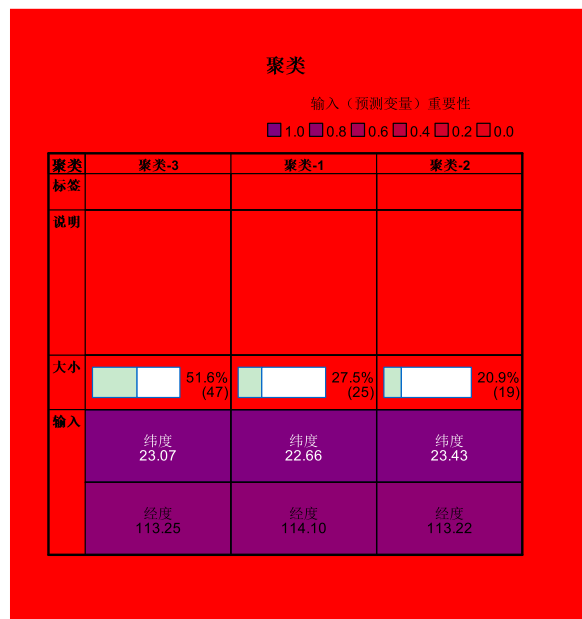 聚类
输入（预测变量）重要性
1.0 0.8 0.6 0.4 0.2 0.0
聚类 聚类-3 聚类-1 聚类-2
标签
说明
大小
51.6% 27.5% 20.9%
(47) (25) (19)
输入
纬度 纬度 纬度
23.07 22.66 23.43
经度 经度 经度
113.25 114.10 113.22